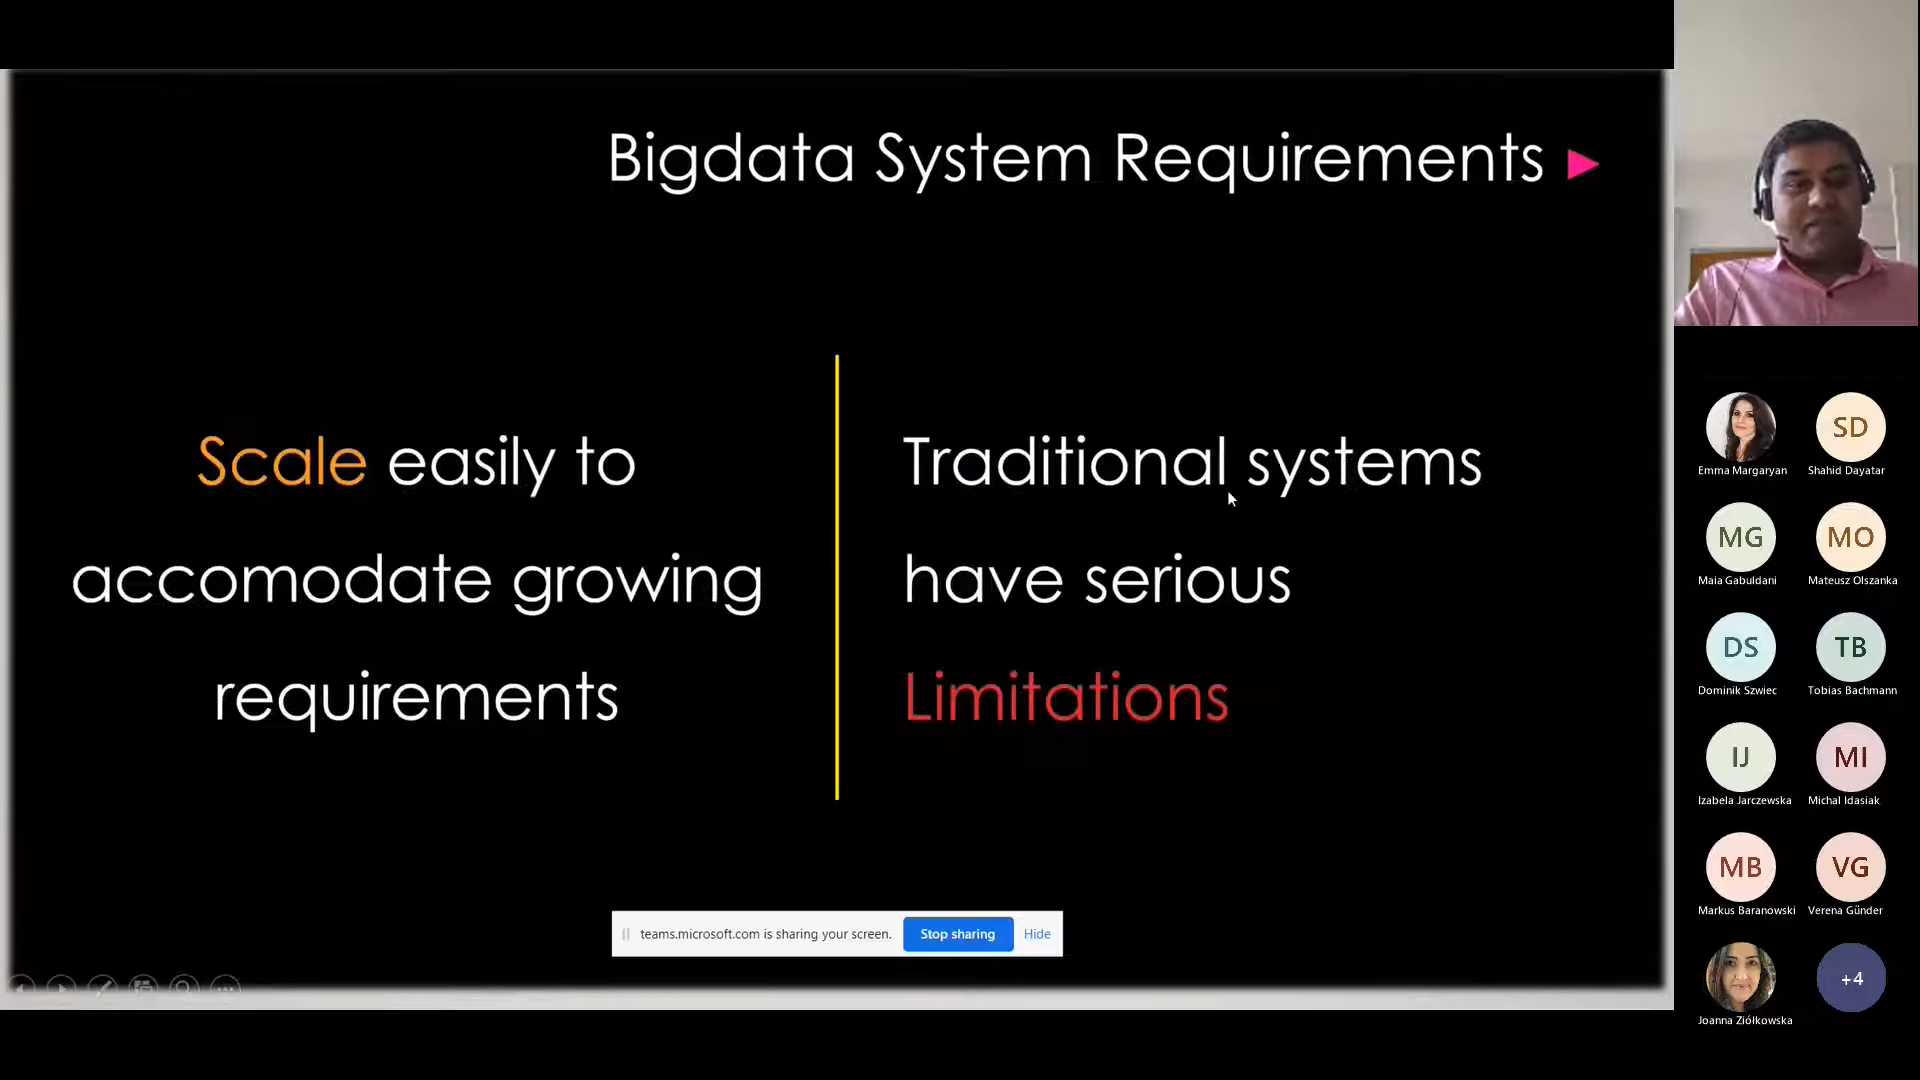 Bigdata System Requirements
Scale easily to
accomodate growing
requirements
Traditional systems
have serious
Limitations
teams.microsoft.com is sharing your screen. Stop sharing Hide
SD
Emma Margaryan Shahid Dayatar
MG MO
Maia Gabuldani Mateusz Olszanka
DS TB
Dominik Szwiec Tobias Bachmann
IJ MI
Izabela Jarczewska Michal Idasiak
MB VG
Markus Baranowski Verena Günder
+4
Joanna Ziółkowska